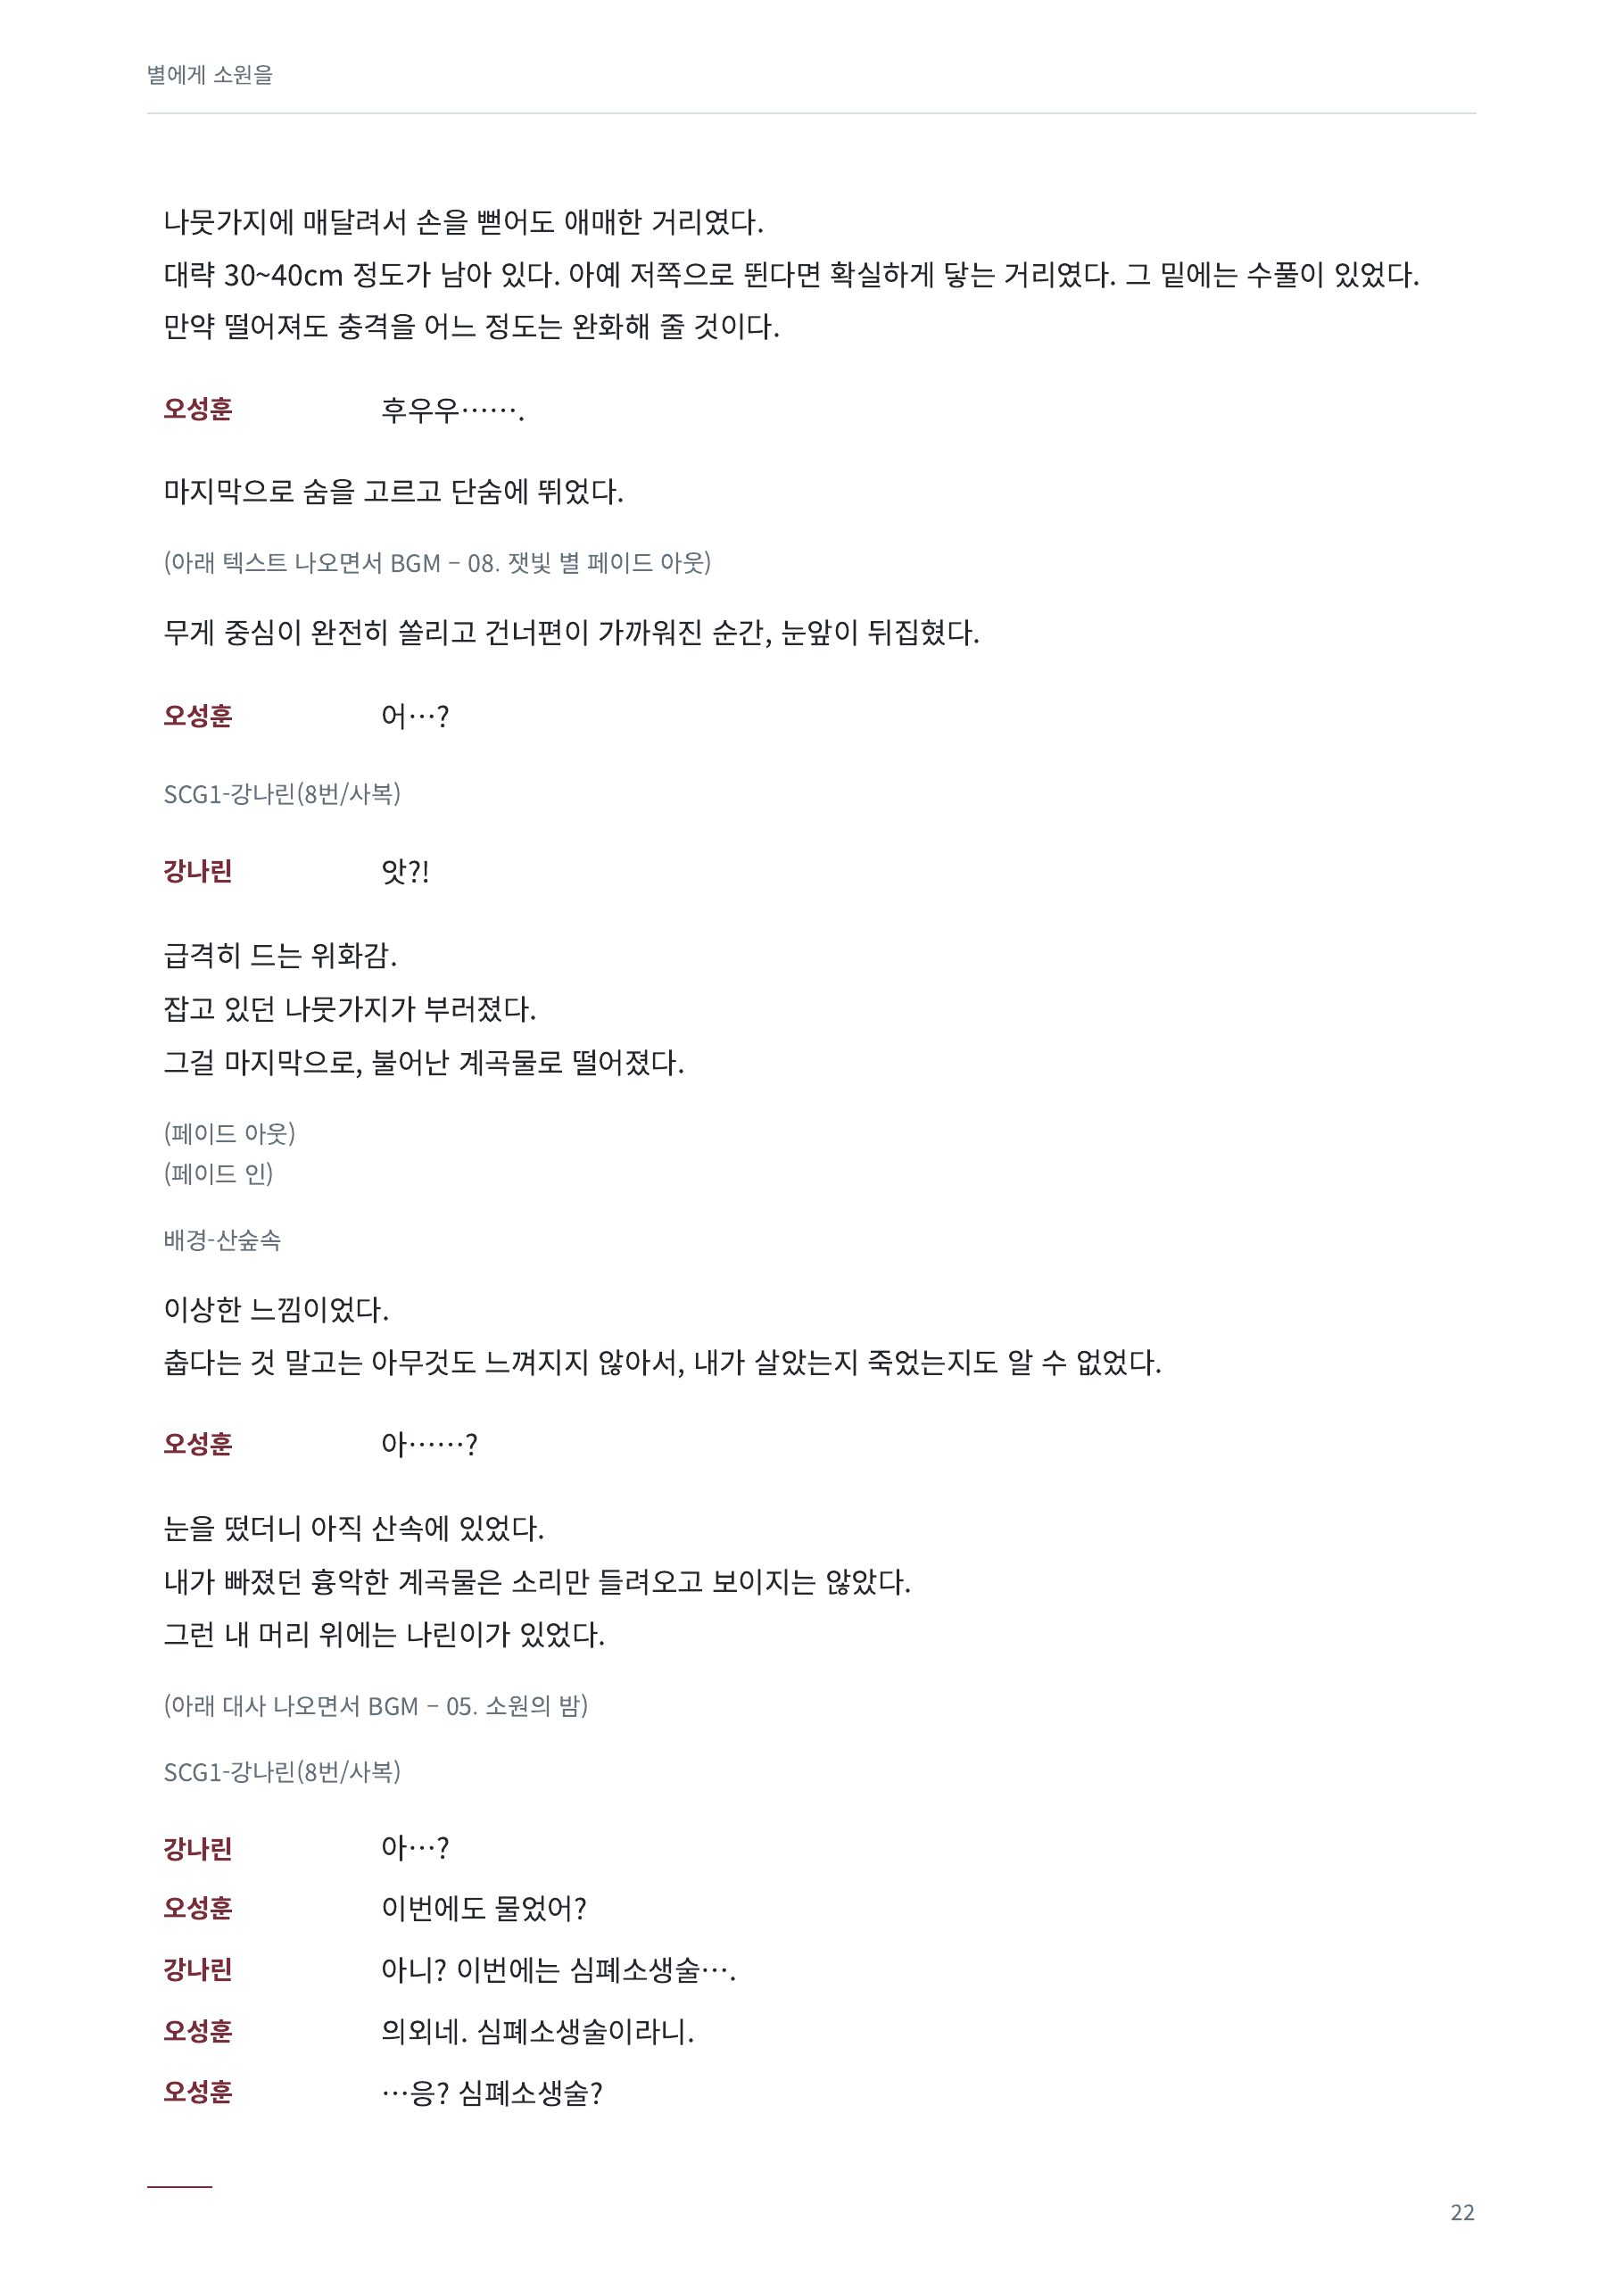 별에게 소원을
나뭇가지에 매달려서 손을 뻗어도 애매한 거리였다.
대략 30~40cm 정도가 남아 있다. 아예 저쪽으로 뛴다면 확실하게 닿는 거리였다. 그 밑에는 수풀이 있었다.
만약 떨어져도 충격을 어느 정도는 완화해 줄 것이다.
오성훈 후우우⋯⋯.
마지막으로 숨을 고르고 단숨에 뛰었다.
(아래 텍스트 나오면서 BGM – 08. 잿빛 별 페이드 아웃)
무게 중심이 완전히 쏠리고 건너편이 가까워진 순간, 눈앞이 뒤집혔다.
오성훈 어⋯?
SCG1-강나린(8번/사복)
강나린 앗?!
급격히 드는 위화감.
잡고 있던 나뭇가지가 부러졌다.
그걸 마지막으로, 불어난 계곡물로 떨어졌다.
(페이드 아웃)
(페이드 인)
배경-산숲속
이상한 느낌이었다.
춥다는 것 말고는 아무것도 느껴지지 않아서, 내가 살았는지 죽었는지도 알 수 없었다.
오성훈 아⋯⋯?
눈을 떴더니 아직 산속에 있었다.
내가 빠졌던 흉악한 계곡물은 소리만 들려오고 보이지는 않았다.
그런 내 머리 위에는 나린이가 있었다.
(아래 대사 나오면서 BGM – 05. 소원의 밤)
SCG1-강나린(8번/사복)
강나린 아⋯?
오성훈 이번에도 물었어?
강나린 아니? 이번에는 심폐소생술⋯.
오성훈 의외네. 심폐소생술이라니.
오성훈 ⋯응? 심폐소생술?
22